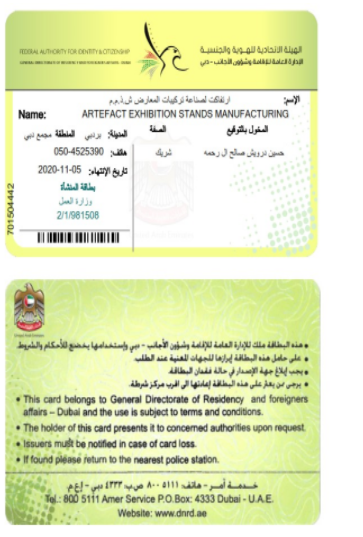 الهيئة الاتحادية للهوية والجنسية
FEDERAL AUTHORITY FOR IDENTITY & CITIZENSHIP
الإدارة العامة للإقامة وشؤون الأجانب - دبي
GENERAL DIRECTORATE OF RESIDENCY AND FOREIGNERS AFFAIRS - DUBAI
الإسم: ارتفاكت لصناعة تركيبات المعارض ش.ذ.م.م
Name: ARTEFACT EXHIBITION STANDS MANUFACTURING
المخول بالتوقيع الصفة المدينة: بردبي المنطقة مجمع دبي
حسين درويش صالح ال رحمه شريك هاتف: 050-4525390
تاريخ الإنتهاء: 2020-11-05
بطاقة المنشأة
وزارة العمل
2/1/981508
701504442
• هذه البطاقة ملك للإدارة العامة للإقامة وشؤون الأجانب - دبي وإستخدامها يخضع للأحكام والشروط.
• على حامل هذه البطاقة إبرازها للجهات المعنية عند الطلب.
• يجب إبلاغ جهة الإصدار في حالة فقدان البطاقة.
• يرجى من يعثر على هذه البطاقة إعادتها الى اقرب مركز شرطة.
• This card belongs to General Directorate of Residency and foreigners
affairs – Dubai and the use is subject to terms and conditions.
• The holder of this card presents it to concerned authorities upon request.
• Issuers must be notified in case of card loss.
• If found please return to the nearest police station.
خدمة آمر - هاتف: ٥١١١ ٨٠٠ ص.ب: ٤٣٣٣ دبي - إ.ع.م.
Tel.: 800 5111 Amer Service P.O.Box: 4333 Dubai - U.A.E.
Website: www.dnrd.ae